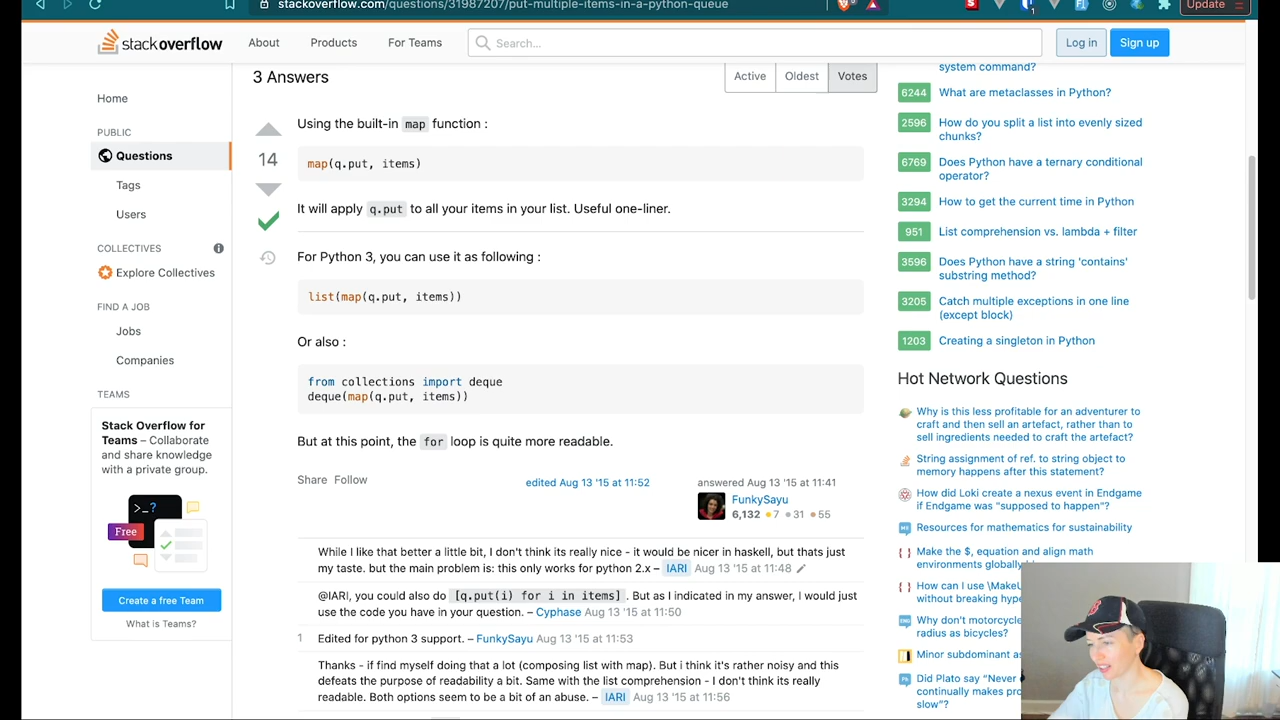 stackoverflow.com/questions/31987207/put-multiple-items-in-a-python-queue
Update
stackoverflow
About
Products
For Teams
Search...
Log in
Sign up
Home
PUBLIC
Questions
Tags
Users
COLLECTIVES
Explore Collectives
FIND A JOB
Jobs
Companies
TEAMS
Stack Overflow for
Teams – Collaborate
and share knowledge
with a private group.
>_?
Free
Create a free Team
What is Teams?
3 Answers
Active
Oldest
Votes
14
Using the built-in map function :
map(q.put, items)
It will apply q.put to all your items in your list. Useful one-liner.
For Python 3, you can use it as following :
list(map(q.put, items))
Or also :
from collections import deque
deque(map(q.put, items))
But at this point, the for loop is quite more readable.
Share Follow
edited Aug 13 '15 at 11:52
answered Aug 13 '15 at 11:41
FunkySayu
6,132 7 31 55
While I like that better a little bit, I don't think its really nice - it would be nicer in haskell, but thats just
my taste. but the main problem is: this only works for python 2.x – IARI Aug 13 '15 at 11:48
@IARI, you could also do [q.put(i) for i in items]. But as I indicated in my answer, I would just
use the code you have in your question. – Cyphase Aug 13 '15 at 11:50
1 Edited for python 3 support. – FunkySayu Aug 13 '15 at 11:53
Thanks - if find myself doing that a lot (composing list with map). But i think it's rather noisy and this
defeats the purpose of readability a bit. Same with the list comprehension - I don't think its really
readable. Both options seem to be a bit of an abuse. – IARI Aug 13 '15 at 11:56
system command?
6244 What are metaclasses in Python?
2596 How do you split a list into evenly sized
chunks?
6769 Does Python have a ternary conditional
operator?
3294 How to get the current time in Python
951 List comprehension vs. lambda + filter
3596 Does Python have a string 'contains'
substring method?
3205 Catch multiple exceptions in one line
(except block)
1203 Creating a singleton in Python
Hot Network Questions
Why is this less profitable for an adventurer to
craft and then sell an artefact, rather than to
sell ingredients needed to craft the artefact?
String assignment of ref. to string object to
memory happens after this statement?
How did Loki create a nexus event in Endgame
if Endgame was "supposed to happen"?
Resources for mathematics for sustainability
Make the $, equation and align math
environments globally
How can I use \MakeU
without breaking hype
Why don't motorcycle
radius as bicycles?
Minor subdominant as
Did Plato say “Never
continually makes pro
slow”?